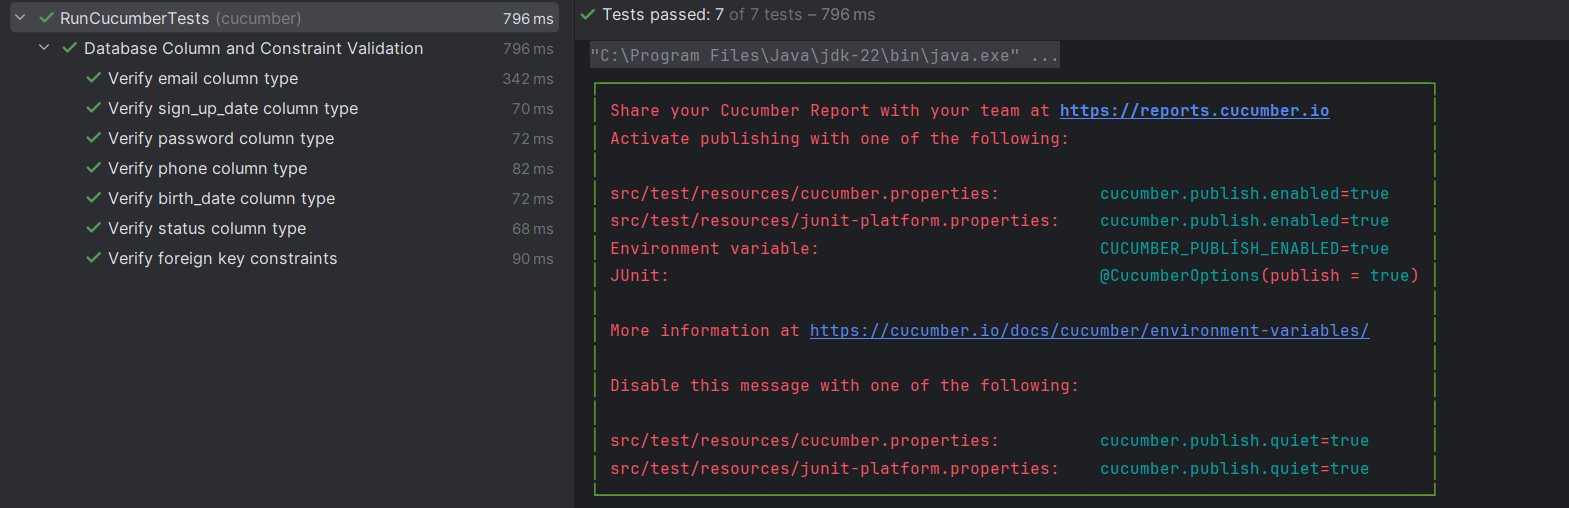 RunCucumberTests (cucumber) 796 ms
Database Column and Constraint Validation 796 ms
Verify email column type 342 ms
Verify sign_up_date column type 70 ms
Verify password column type 72 ms
Verify phone column type 82 ms
Verify birth_date column type 72 ms
Verify status column type 68 ms
Verify foreign key constraints 90 ms
Tests passed: 7 of 7 tests – 796 ms
"C:\Program Files\Java\jdk-22\bin\java.exe" ...
Share your Cucumber Report with your team at https://reports.cucumber.io
Activate publishing with one of the following:
src/test/resources/cucumber.properties: cucumber.publish.enabled=true
src/test/resources/junit-platform.properties: cucumber.publish.enabled=true
Environment variable: CUCUMBER_PUBLİSH_ENABLED=true
JUnit: @CucumberOptions(publish = true)
More information at https://cucumber.io/docs/cucumber/environment-variables/
Disable this message with one of the following:
src/test/resources/cucumber.properties: cucumber.publish.quiet=true
src/test/resources/junit-platform.properties: cucumber.publish.quiet=true